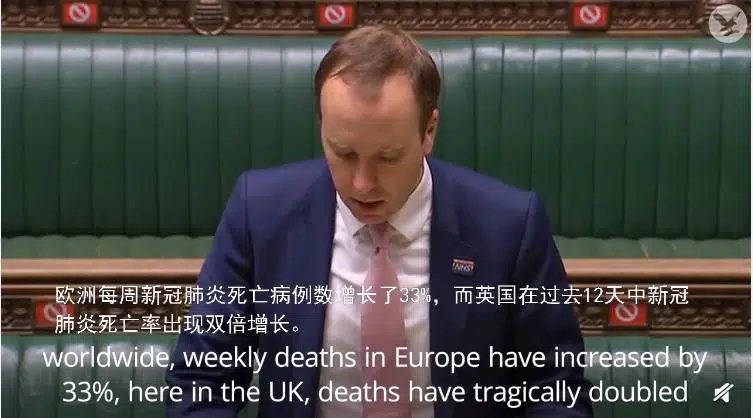 NHS
欧洲每周新冠肺炎死亡病例数增长了33%，而英国在过去12天中新冠
肺炎死亡率出现双倍增长。
worldwide, weekly deaths in Europe have increased by
33%, here in the UK, deaths have tragically doubled